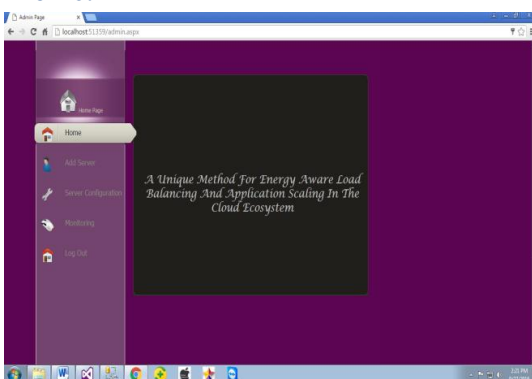 Admin Page
localhost:51359/admin.aspx
Home Page
Home
Add Server
Server Configuration
Monitoring
Log Out
A Unique Method For Energy Aware Load
Balancing And Application Scaling In The
Cloud Ecosystem